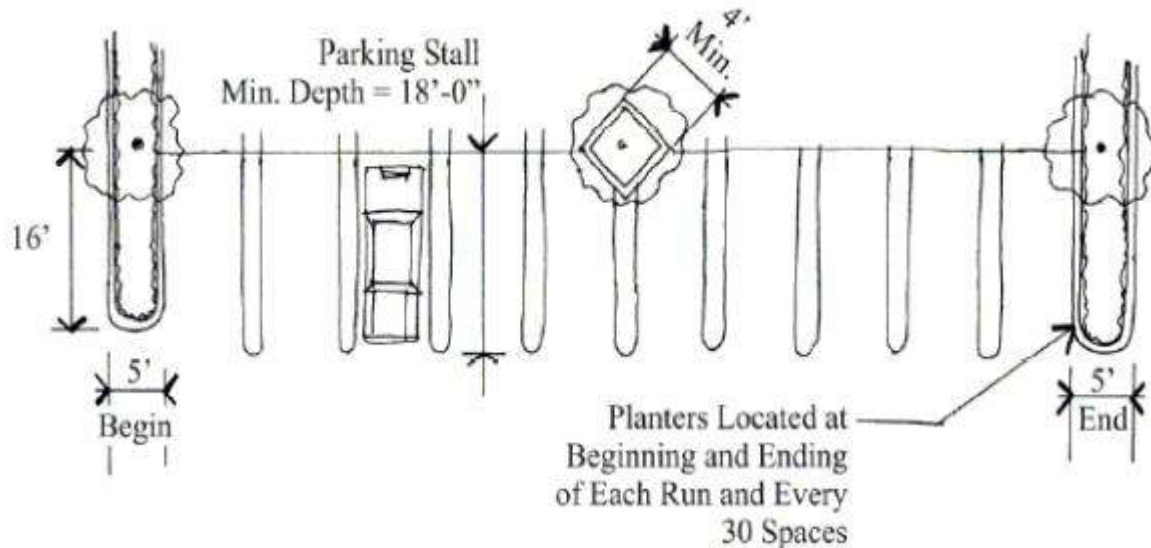 Parking Stall
Min. Depth = 18'-0"
4'
Min.
16'
5'
Begin
5'
End
Planters Located at
Beginning and Ending
of Each Run and Every
30 Spaces